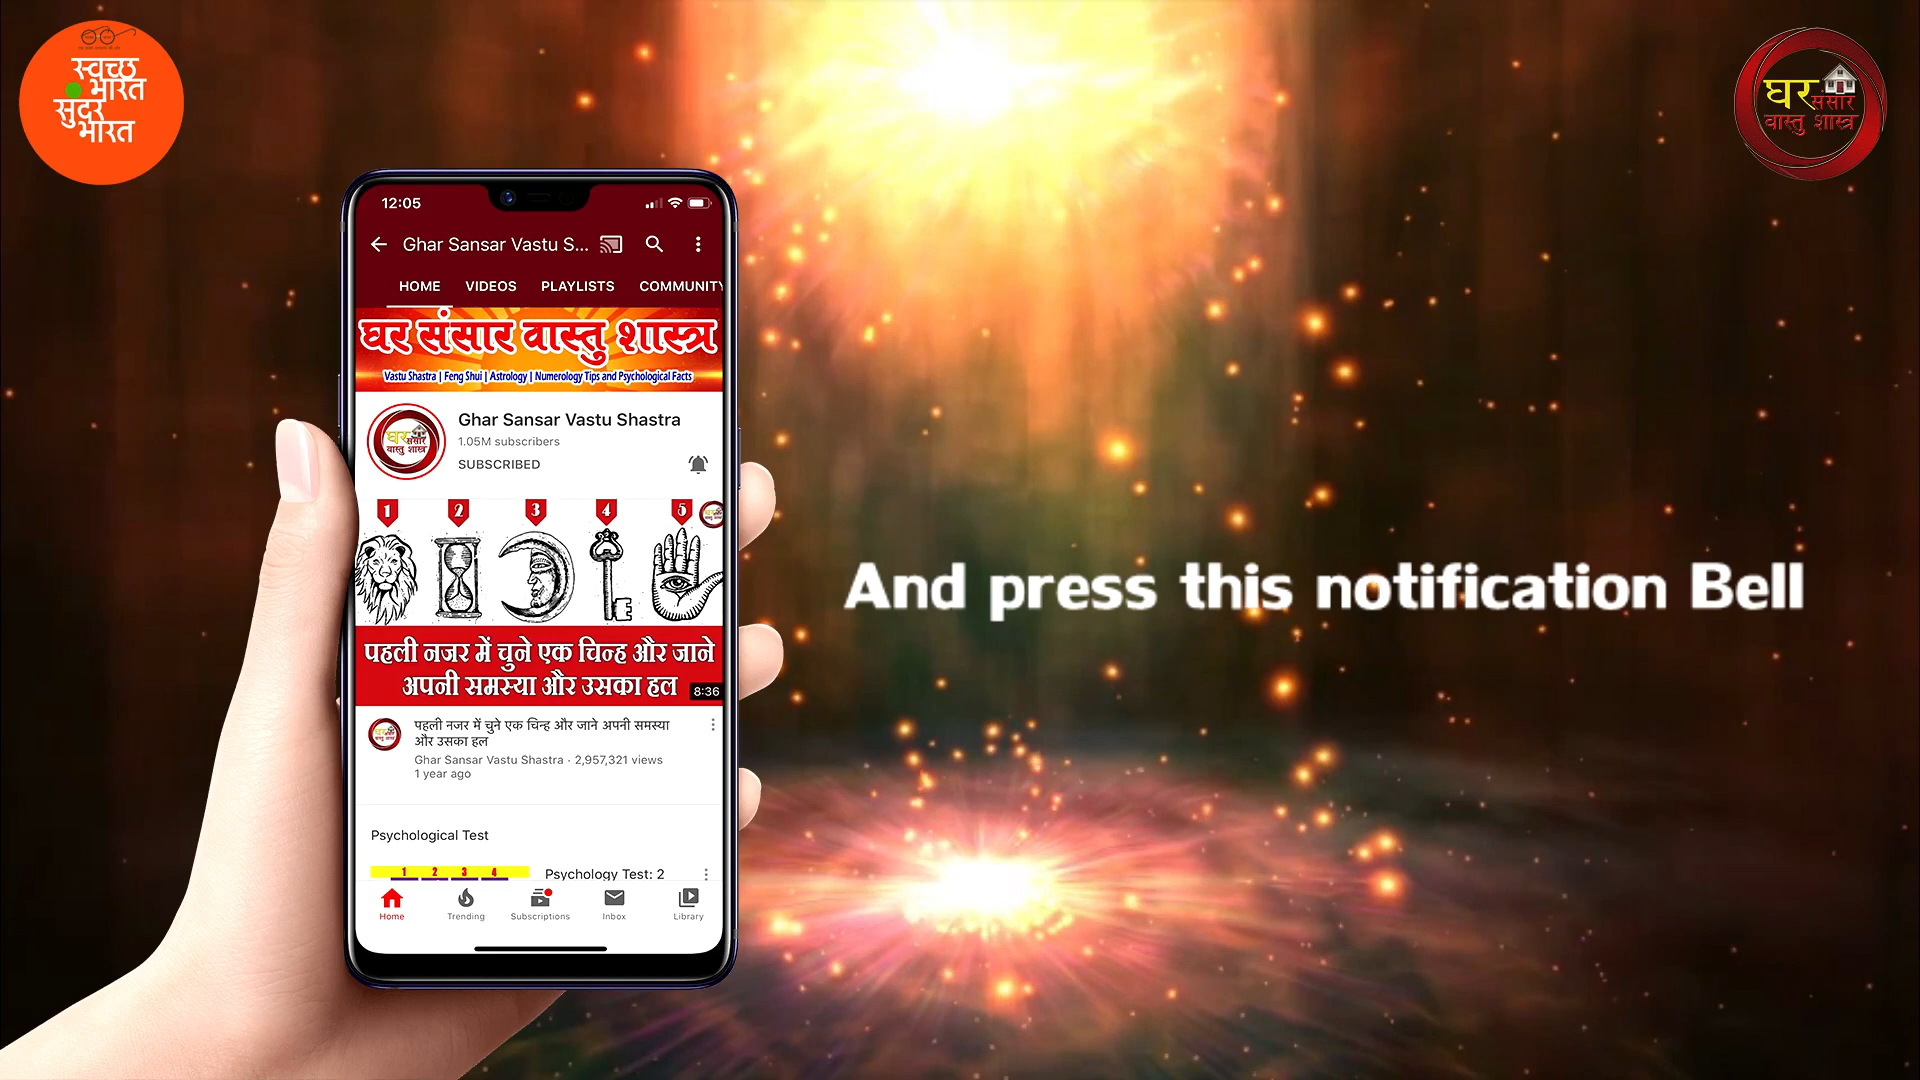 स्वच्छ
भारत
सुंदर
भारत
घर
संसार
वास्तु शास्त्र
12:05
Ghar Sansar Vastu S...
HOME VIDEOS PLAYLISTS COMMUNITY
घर संसार वास्तु शास्त्र
Vastu Shastra | Feng Shui | Astrology | Numerology Tips and Psychological Facts
घर
संसार
वास्तु शास्त्र
Ghar Sansar Vastu Shastra
1.05M subscribers
SUBSCRIBED
1 2 3 4 5
पहली नजर में चुने एक चिन्ह और जाने
अपनी समस्या और उसका हल
8:36
पहली नजर में चुने एक चिन्ह और जाने अपनी समस्या
और उसका हल
Ghar Sansar Vastu Shastra · 2,957,321 views
1 year ago
Psychological Test
1 2 3 4
Psychology Test: 2
Home Trending Subscriptions Inbox Library
And press this notification Bell